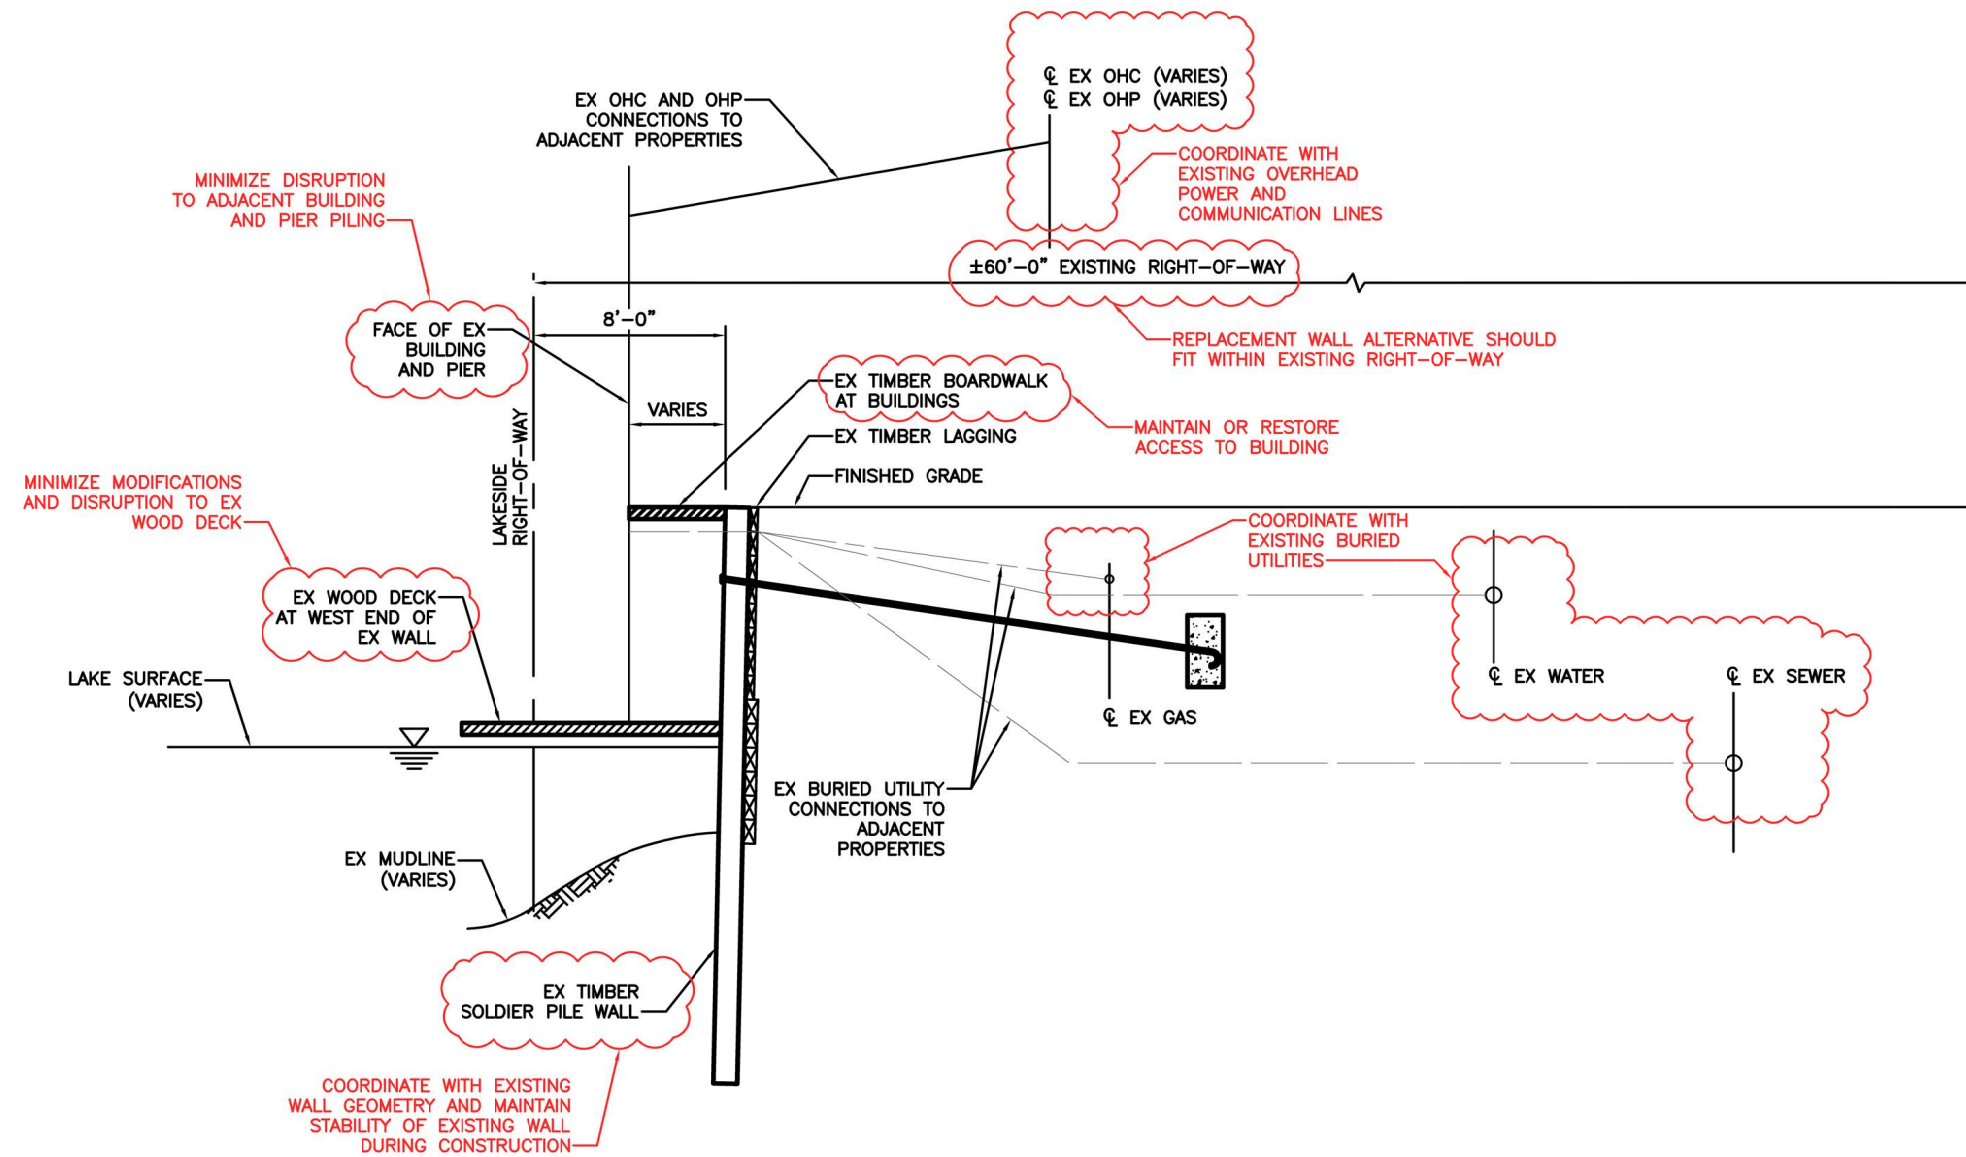 ℄ EX OHC (VARIES)
℄ EX OHP (VARIES)
EX OHC AND OHP
CONNECTIONS TO
ADJACENT PROPERTIES
COORDINATE WITH
EXISTING OVERHEAD
POWER AND
COMMUNICATION LINES
MINIMIZE DISRUPTION
TO ADJACENT BUILDING
AND PIER PILING
±60'-0" EXISTING RIGHT-OF-WAY
REPLACEMENT WALL ALTERNATIVE SHOULD
FIT WITHIN EXISTING RIGHT-OF-WAY
8'-0"
FACE OF EX
BUILDING
AND PIER
VARIES
EX TIMBER BOARDWALK
AT BUILDINGS
EX TIMBER LAGGING
FINISHED GRADE
MAINTAIN OR RESTORE
ACCESS TO BUILDING
LAKESIDE
RIGHT-OF-WAY
MINIMIZE MODIFICATIONS
AND DISRUPTION TO EX
WOOD DECK
COORDINATE WITH
EXISTING BURIED
UTILITIES
EX WOOD DECK
AT WEST END OF
EX WALL
LAKE SURFACE
(VARIES)
℄ EX GAS
℄ EX WATER
℄ EX SEWER
EX BURIED UTILITY
CONNECTIONS TO
ADJACENT
PROPERTIES
EX MUDLINE
(VARIES)
EX TIMBER
SOLDIER PILE WALL
COORDINATE WITH EXISTING
WALL GEOMETRY AND MAINTAIN
STABILITY OF EXISTING WALL
DURING CONSTRUCTION